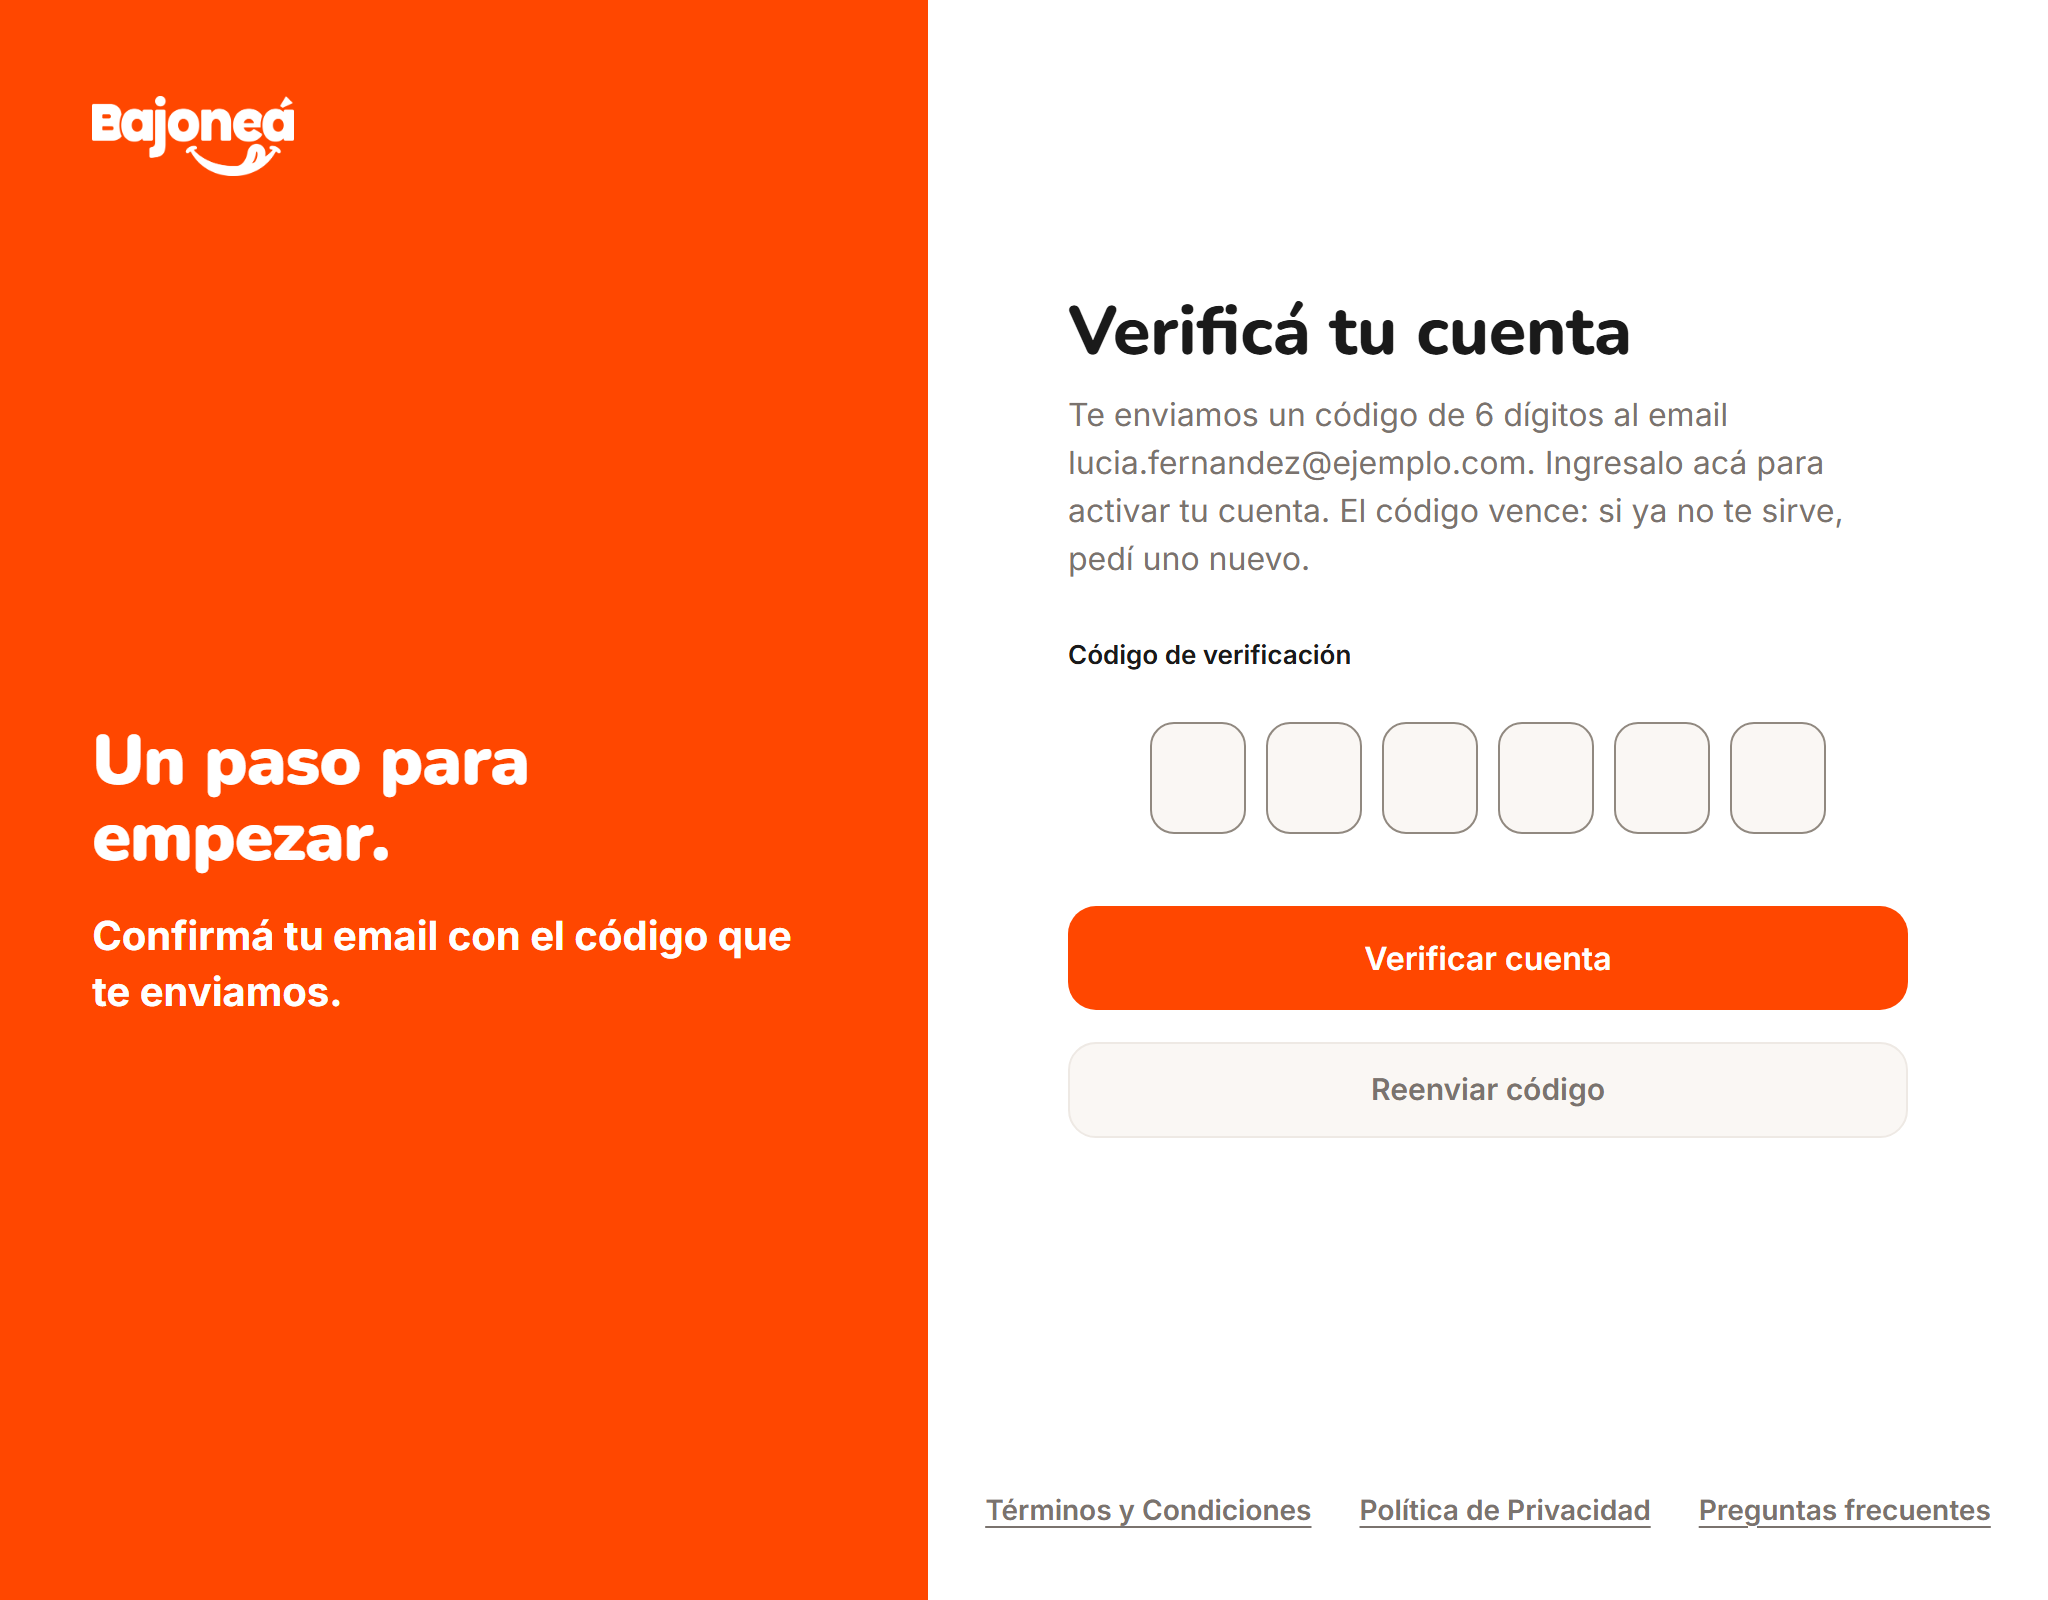 Bajoneá
Un paso para
empezar.
Confirmá tu email con el código que
te enviamos.
Verificá tu cuenta
Te enviamos un código de 6 dígitos al email
lucia.fernandez@ejemplo.com. Ingresalo acá para
activar tu cuenta. El código vence: si ya no te sirve,
pedí uno nuevo.
Código de verificación
Verificar cuenta
Reenviar código
Términos y Condiciones
Política de Privacidad
Preguntas frecuentes